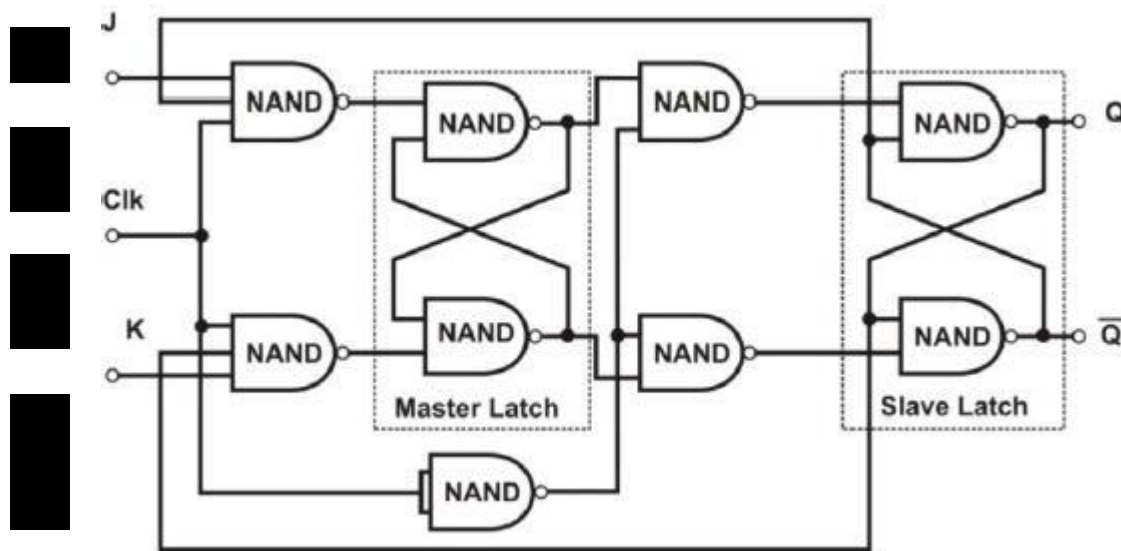 J
NAND
NAND
NAND
NAND
Q
Clk
K
NAND
NAND
NAND
NAND
Q̅
Master Latch
Slave Latch
NAND